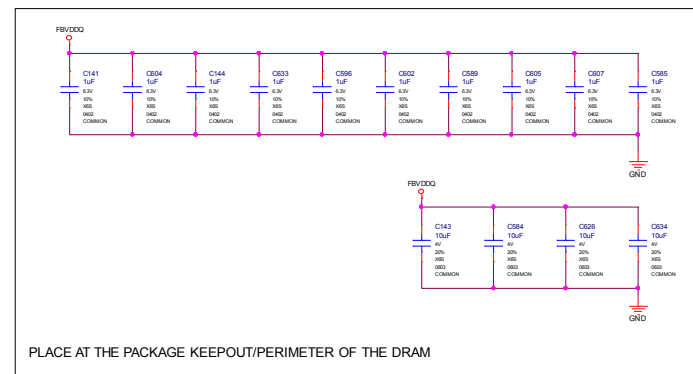 FBVDDQ
C141 C604 C144 C633 C596 C602 C589 C605 C607 C585
1uF 1uF 1uF 1uF 1uF 1uF 1uF 1uF 1uF 1uF
6.3V 6.3V 6.3V 6.3V 6.3V 6.3V 6.3V 6.3V 6.3V 6.3V
10% 10% 10% 10% 10% 10% 10% 10% 10% 10%
X6S X6S X6S X6S X6S X6S X6S X6S X6S X6S
0402 0402 0402 0402 0402 0402 0402 0402 0402 0402
COMMON COMMON COMMON COMMON COMMON COMMON COMMON COMMON COMMON COMMON
GND
FBVDDQ
C143 C584 C626 C634
10uF 10uF 10uF 10uF
4V 4V 4V 4V
20% 20% 20% 20%
X6S X6S X6S X6S
0603 0603 0603 0603
COMMON COMMON COMMON COMMON
GND
PLACE AT THE PACKAGE KEEPOUT/PERIMETER OF THE DRAM